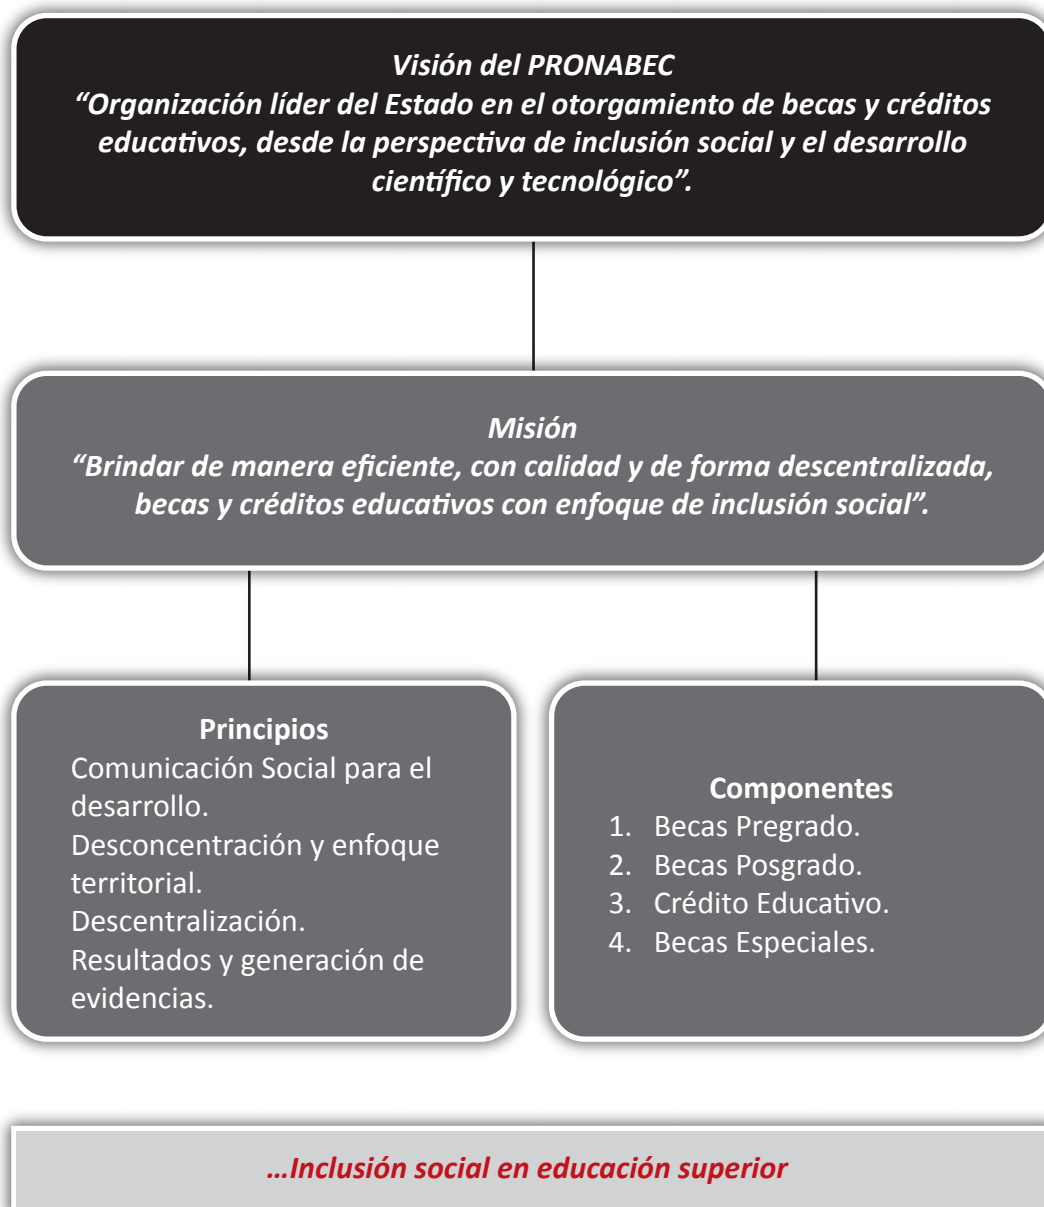 Visión del PRONABEC
“Organización líder del Estado en el otorgamiento de becas y créditos
educativos, desde la perspectiva de inclusión social y el desarrollo
científico y tecnológico”.
Misión
“Brindar de manera eficiente, con calidad y de forma descentralizada,
becas y créditos educativos con enfoque de inclusión social”.
Principios
Comunicación Social para el
desarrollo.
Desconcentración y enfoque
territorial.
Descentralización.
Resultados y generación de
evidencias.
Componentes
1. Becas Pregrado.
2. Becas Posgrado.
3. Crédito Educativo.
4. Becas Especiales.
...Inclusión social en educación superior